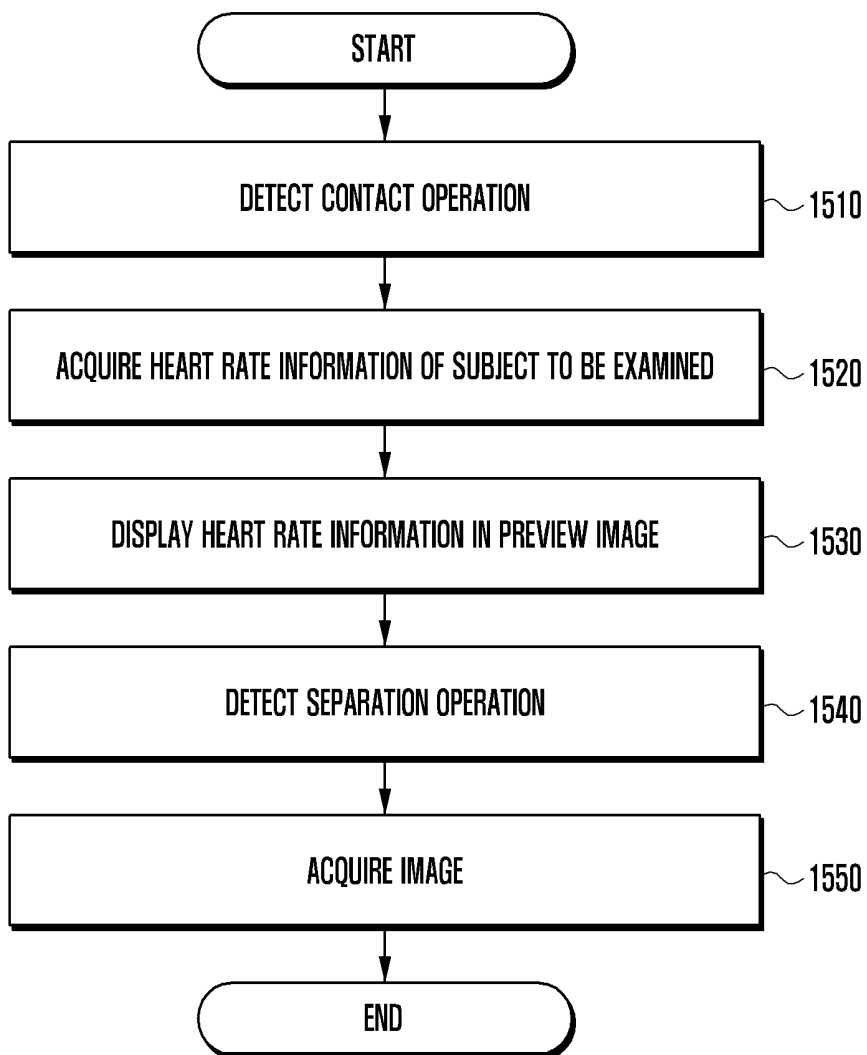 START
DETECT CONTACT OPERATION
1510
ACQUIRE HEART RATE INFORMATION OF SUBJECT TO BE EXAMINED
1520
DISPLAY HEART RATE INFORMATION IN PREVIEW IMAGE
1530
DETECT SEPARATION OPERATION
1540
ACQUIRE IMAGE
1550
END